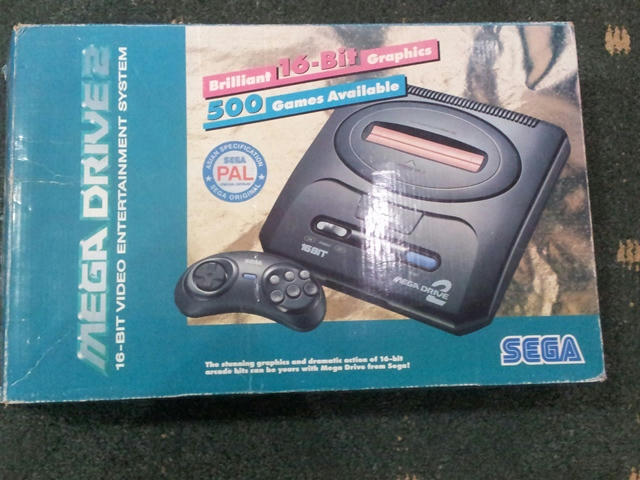 MEGA DRIVE 2
16-BIT VIDEO ENTERTAINMENT SYSTEM
Brilliant 16-Bit Graphics
500 Games Available
ASIAN SPECIFICATION
SEGA
PAL
SEGA ORIGINAL
16BIT
MEGA DRIVE 2
SEGA
The stunning graphics and dramatic action of 16-bit
arcade hits can be yours with Mega Drive from Sega!
SEGA